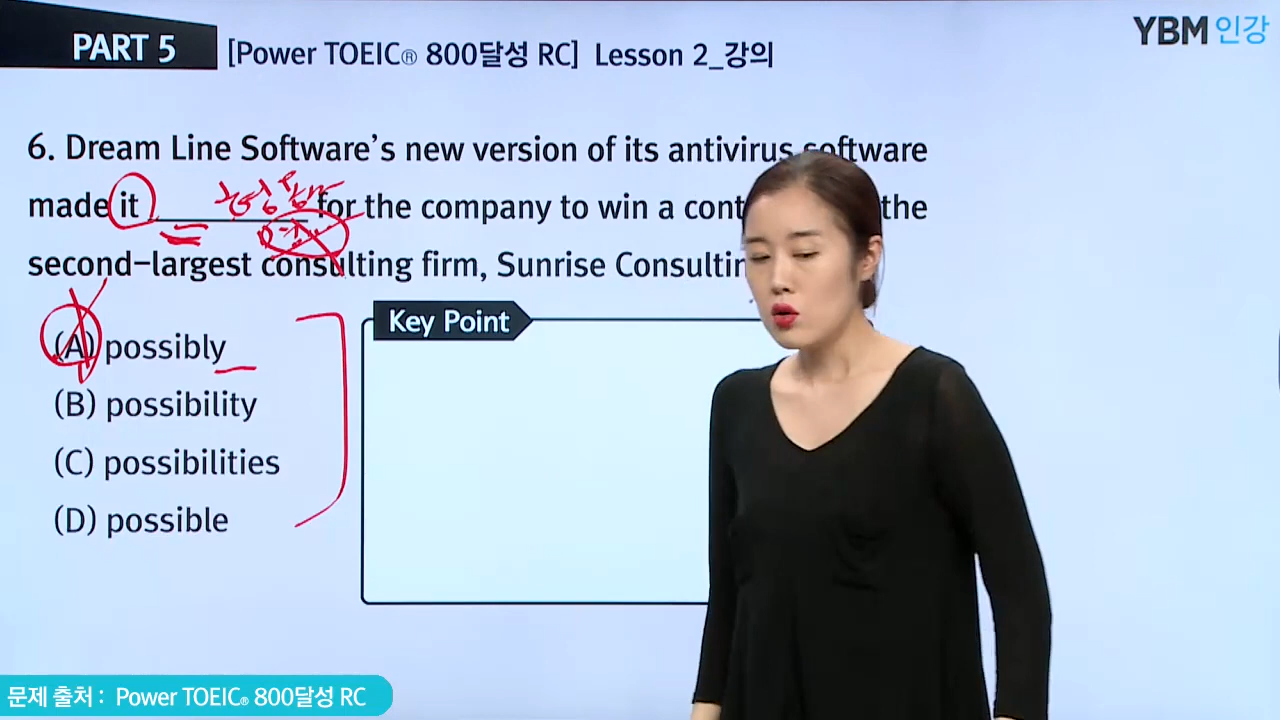 PART 5
[Power TOEIC® 800달성 RC] Lesson 2_강의
YBM 인강
6. Dream Line Software's new version of its antivirus software
made it ________ for the company to win a cont the
second-largest consulting firm, Sunrise Consultin
(A) possibly
(B) possibility
(C) possibilities
(D) possible
Key Point
문제 출처 : Power TOEIC® 800달성 RC